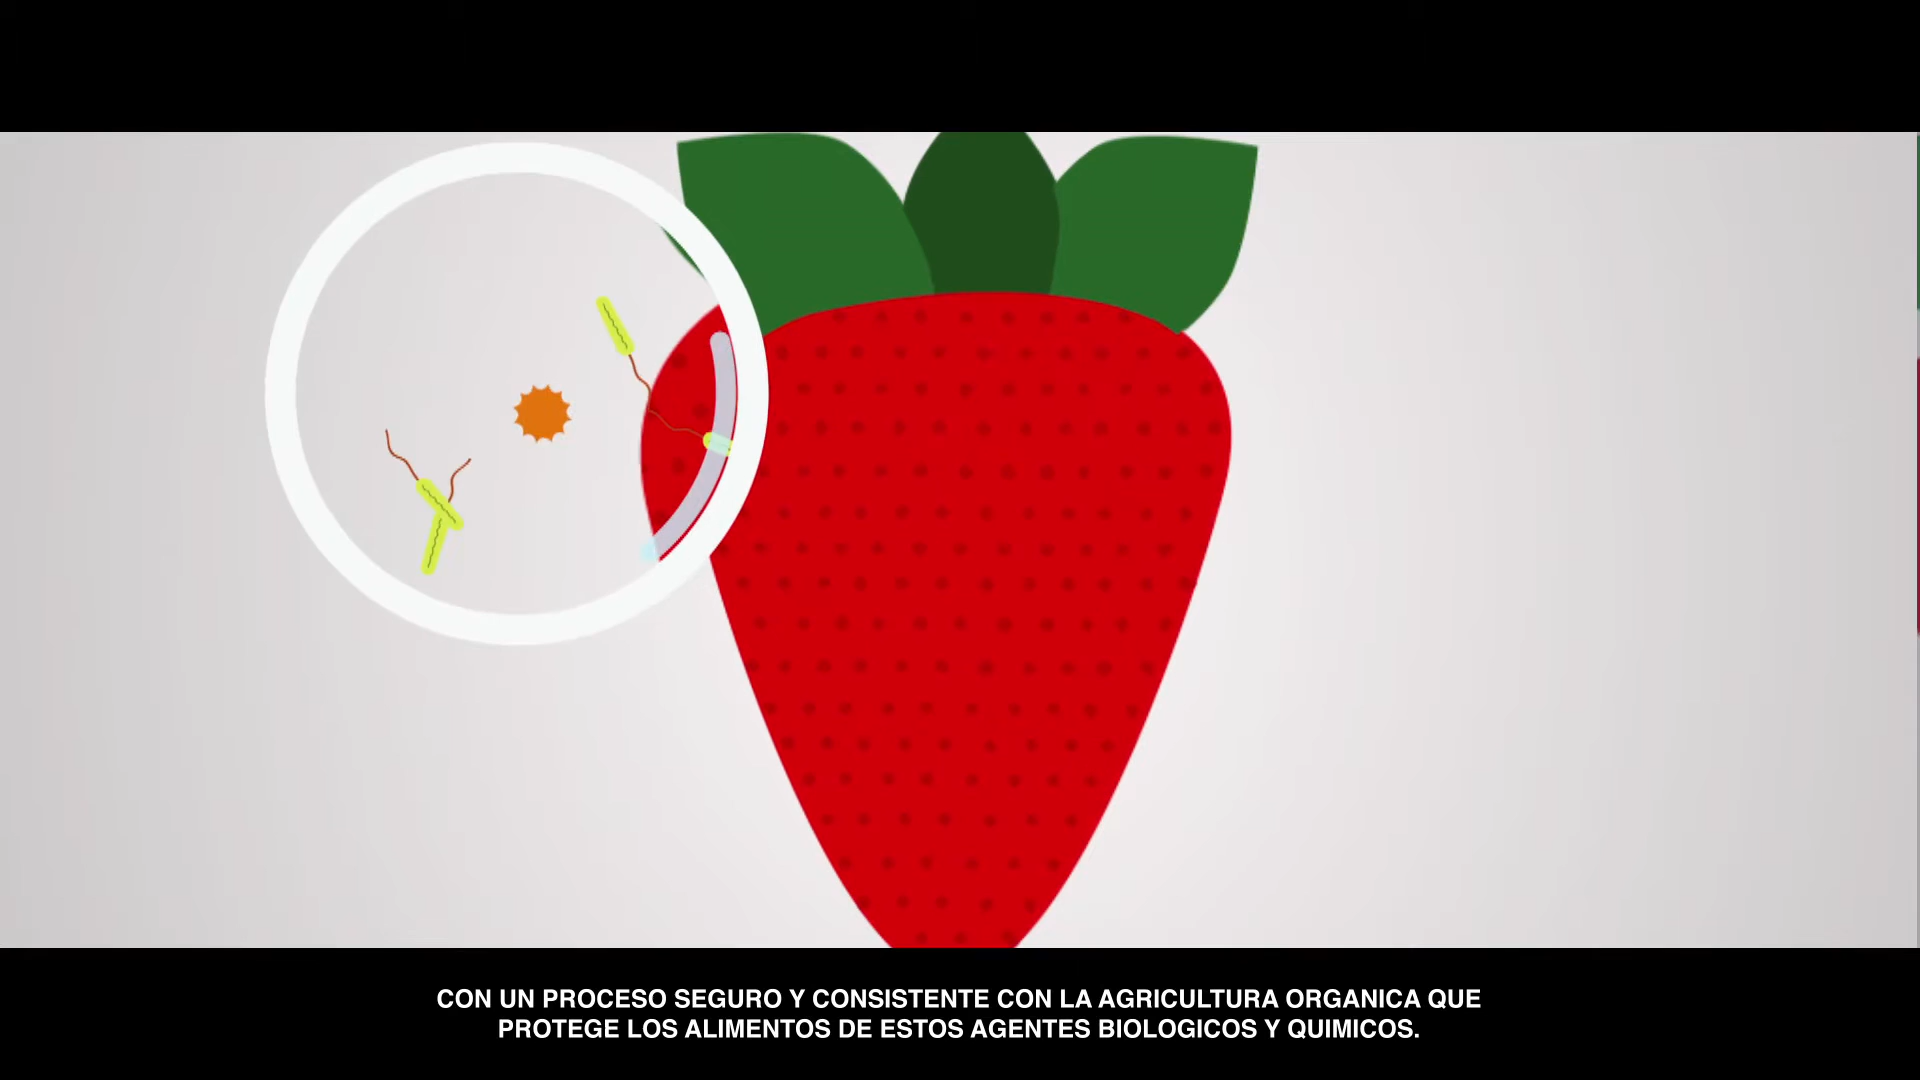 CON UN PROCESO SEGURO Y CONSISTENTE CON LA AGRICULTURA ORGANICA QUE
PROTEGE LOS ALIMENTOS DE ESTOS AGENTES BIOLOGICOS Y QUIMICOS.